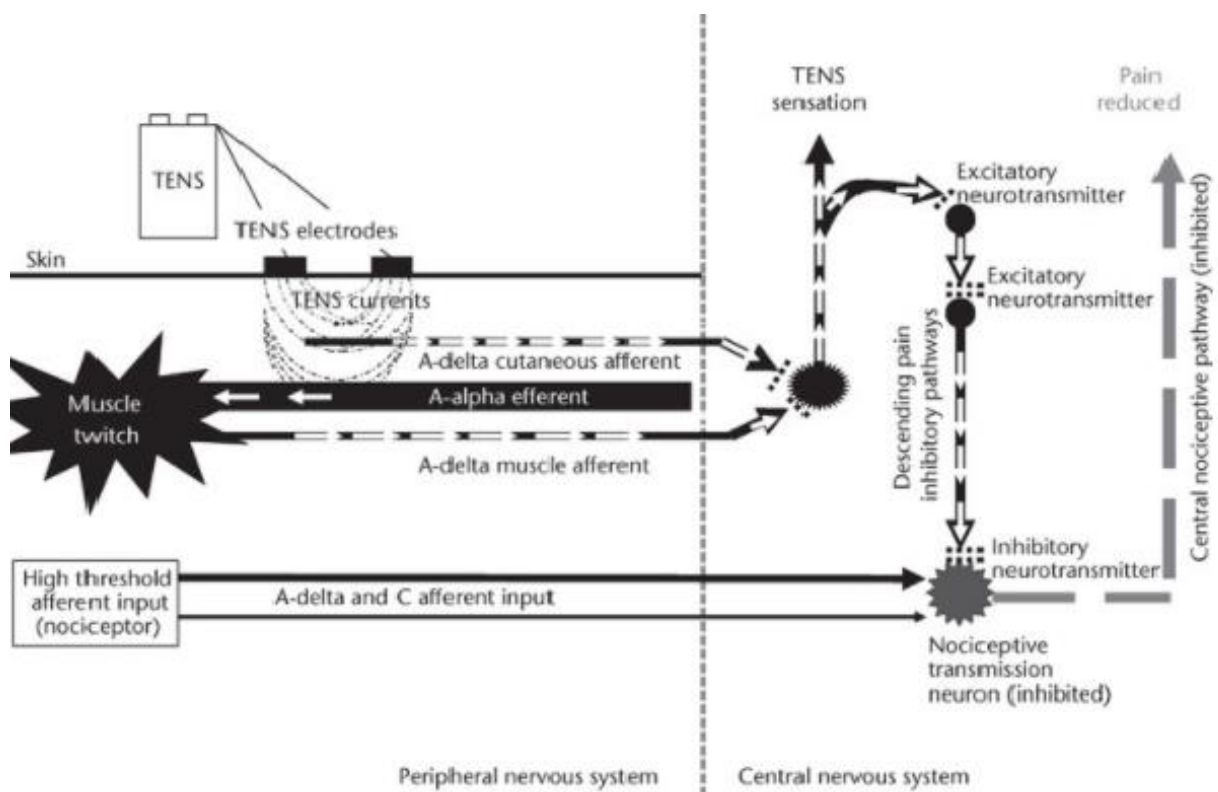 TENS
sensation
Pain
reduced
TENS
TENS electrodes
Excitatory
neurotransmitter
Skin
TENS currents
Excitatory
neurotransmitter
A-delta cutaneous afferent
A-alpha efferent
Muscle
twitch
A-delta muscle afferent
Descending pain
inhibitory pathways
Central nociceptive pathway (inhibited)
Inhibitory
neurotransmitter
High threshold
afferent input
(nociceptor)
A-delta and C afferent input
Nociceptive
transmission
neuron (inhibited)
Peripheral nervous system
Central nervous system